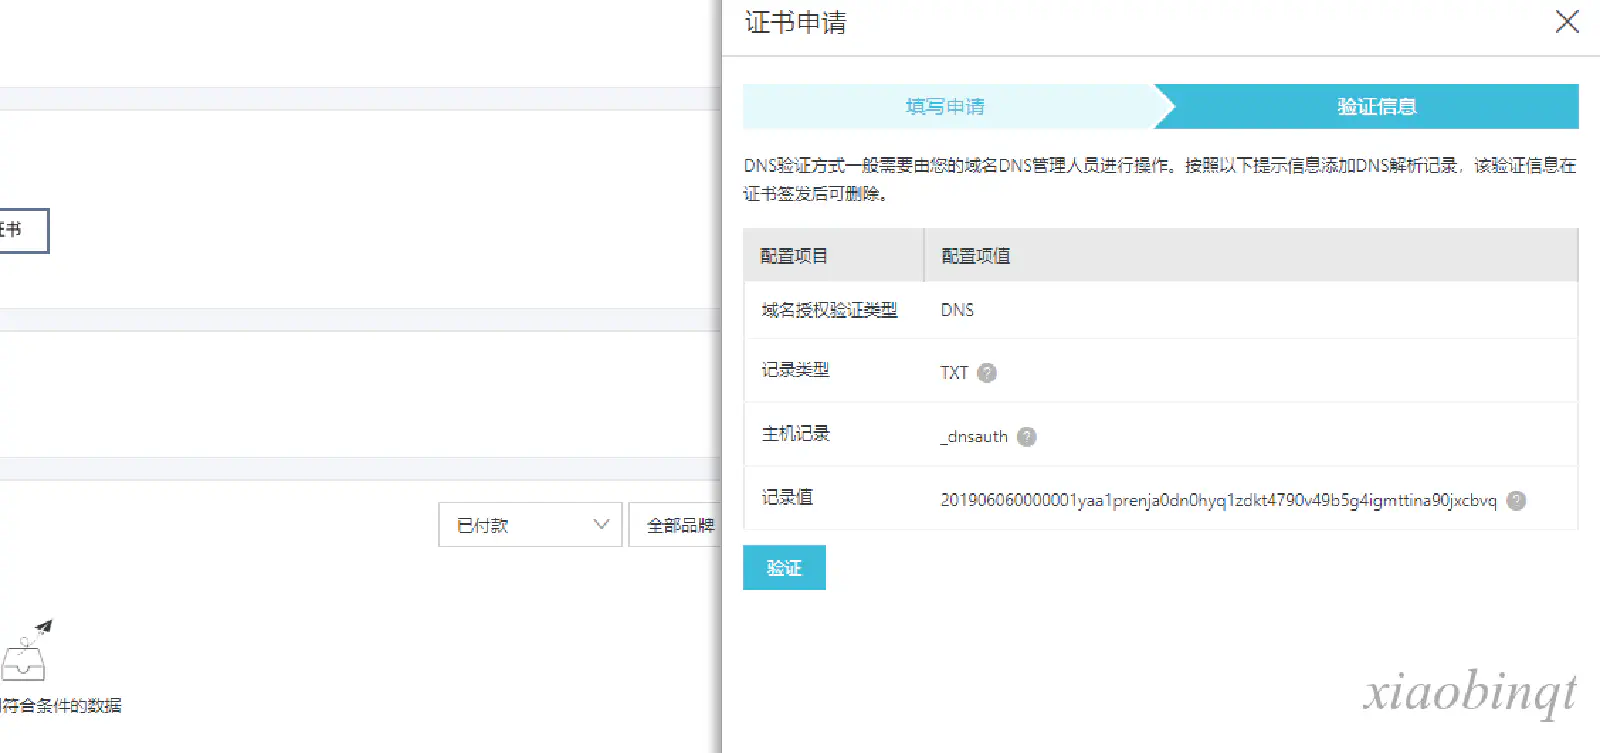 证书申请
填写申请
验证信息
DNS验证方式一般需要由您的域名DNS管理人员进行操作。按照以下提示信息添加DNS解析记录，该验证信息在
证书签发后可删除。
配置项目 配置项值
域名授权验证类型 DNS
记录类型 TXT ?
主机记录 _dnsauth ?
记录值 201906060000001yaa1prenja0dn0hyq1zdkt4790v49b5g4igmttina90jxcbvq ?
验证
书
已付款
全部品牌
符合条件的数据
xiaobinqt